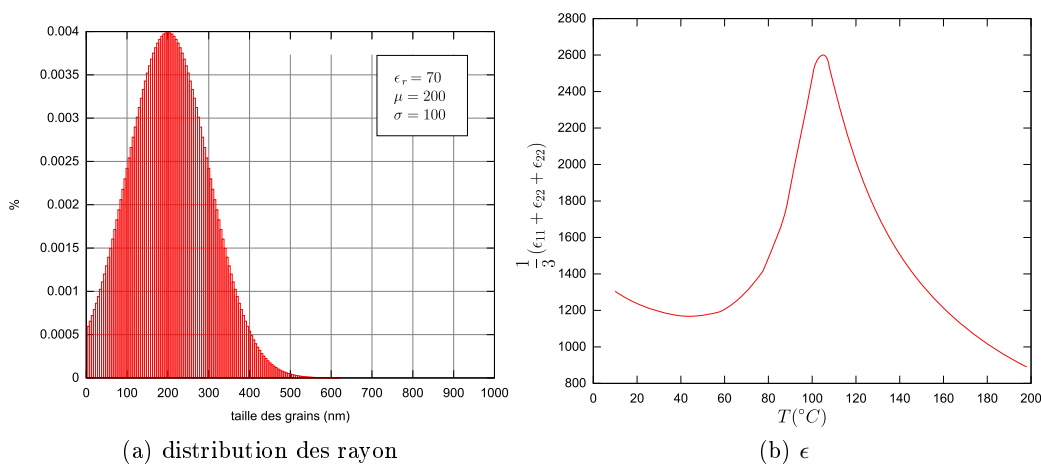 0.004
0.0035
0.003
0.0025
0.002
0.0015
0.001
0.0005
0
%
ϵr = 70
μ = 200
σ = 100
0 100 200 300 400 500 600 700 800 900 1000
taille des grains (nm)
(a) distribution des rayon
2800
2600
2400
2200
2000
1800
1600
1400
1200
1000
800
1/3 (ϵ11 + ϵ22 + ϵ22)
0 20 40 60 80 100 120 140 160 180 200
T(°C)
(b) ϵ